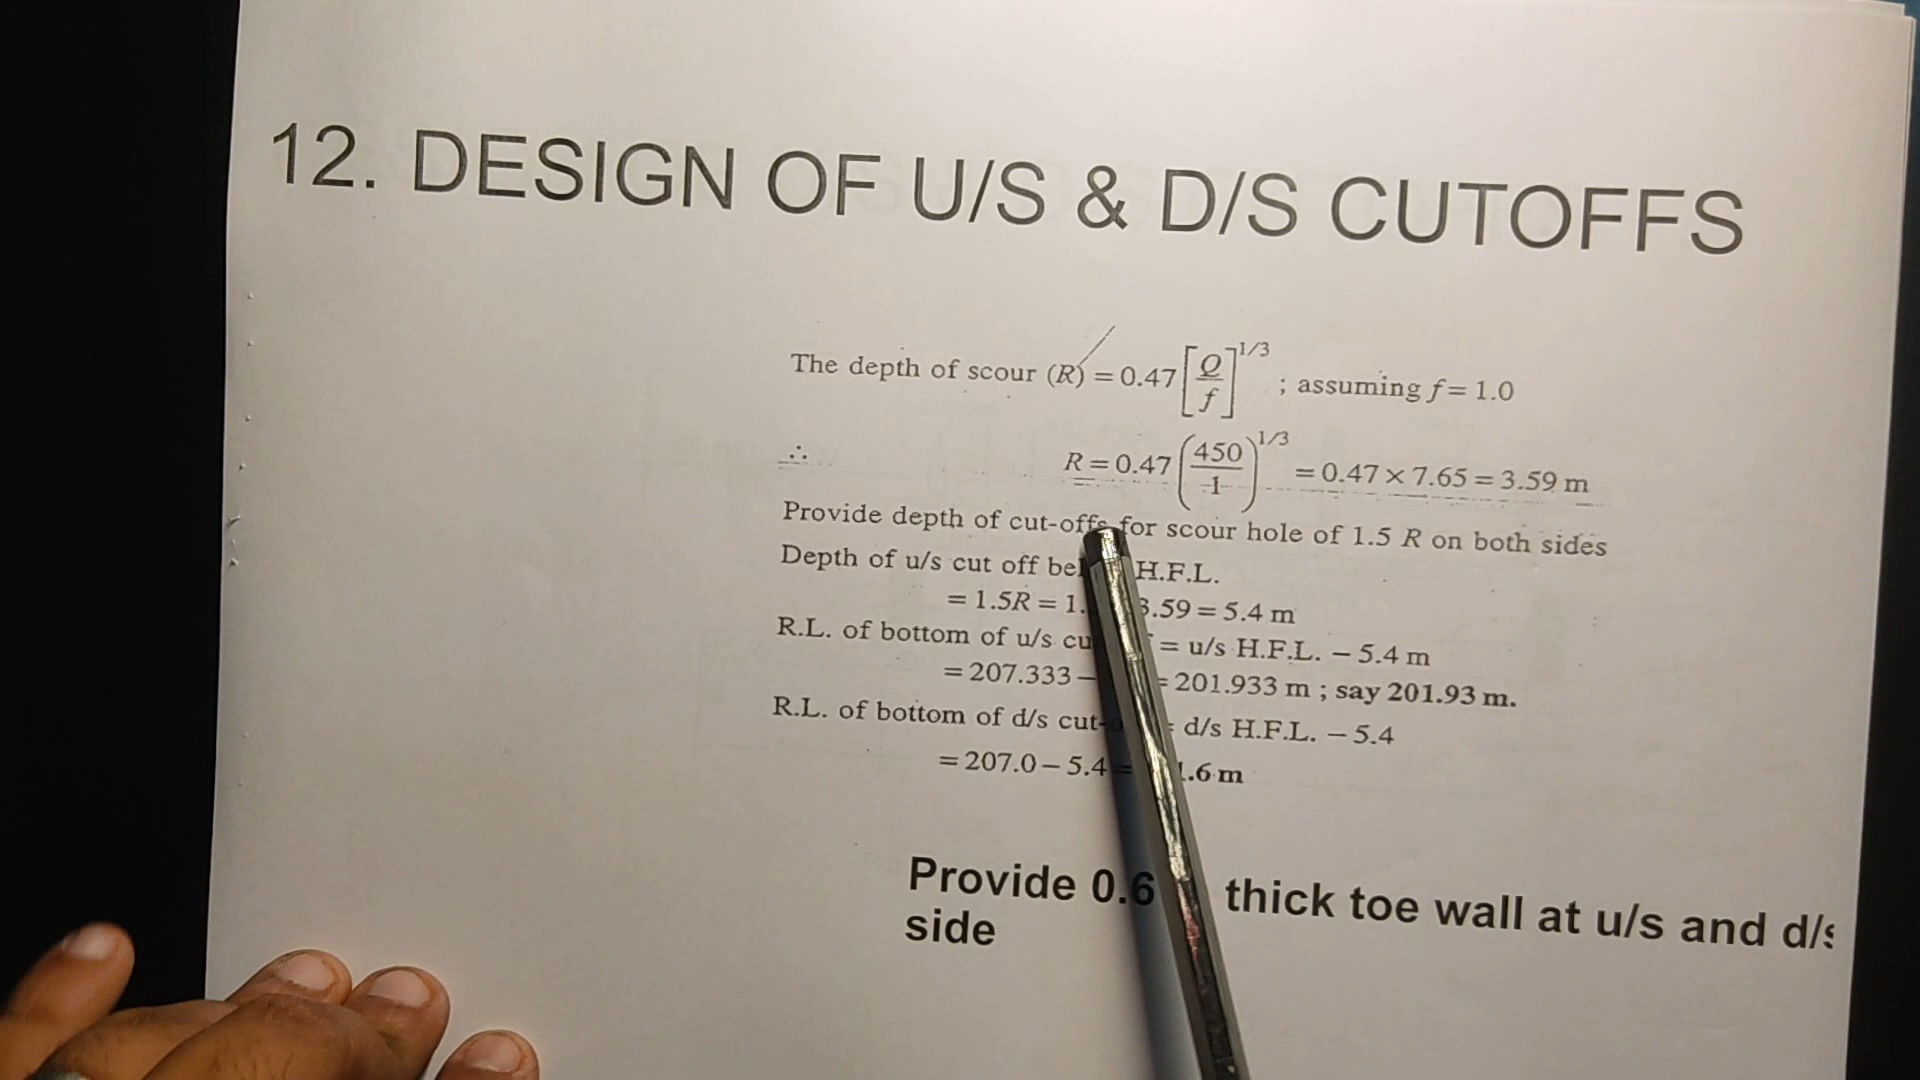 12. DESIGN OF U/S & D/S CUTOFFS
The depth of scour (R) = 0.47 [Q/f]^1/3 ; assuming f = 1.0
∴ R = 0.47 (450/1)^1/3 = 0.47 × 7.65 = 3.59 m
Provide depth of cut-offs for scour hole of 1.5 R on both sides
Depth of u/s cut off H.F.L.
= 1.5R = 3.59 = 5.4 m
R.L. of bottom of u/s = u/s H.F.L. – 5.4 m
= 207.333 – = 201.933 m ; say 201.93 m.
R.L. of bottom of d/s = d/s H.F.L. – 5.4
= 207.0 – 5.4 = .6 m
Provide 0.6 thick toe wall at u/s and d/s
side